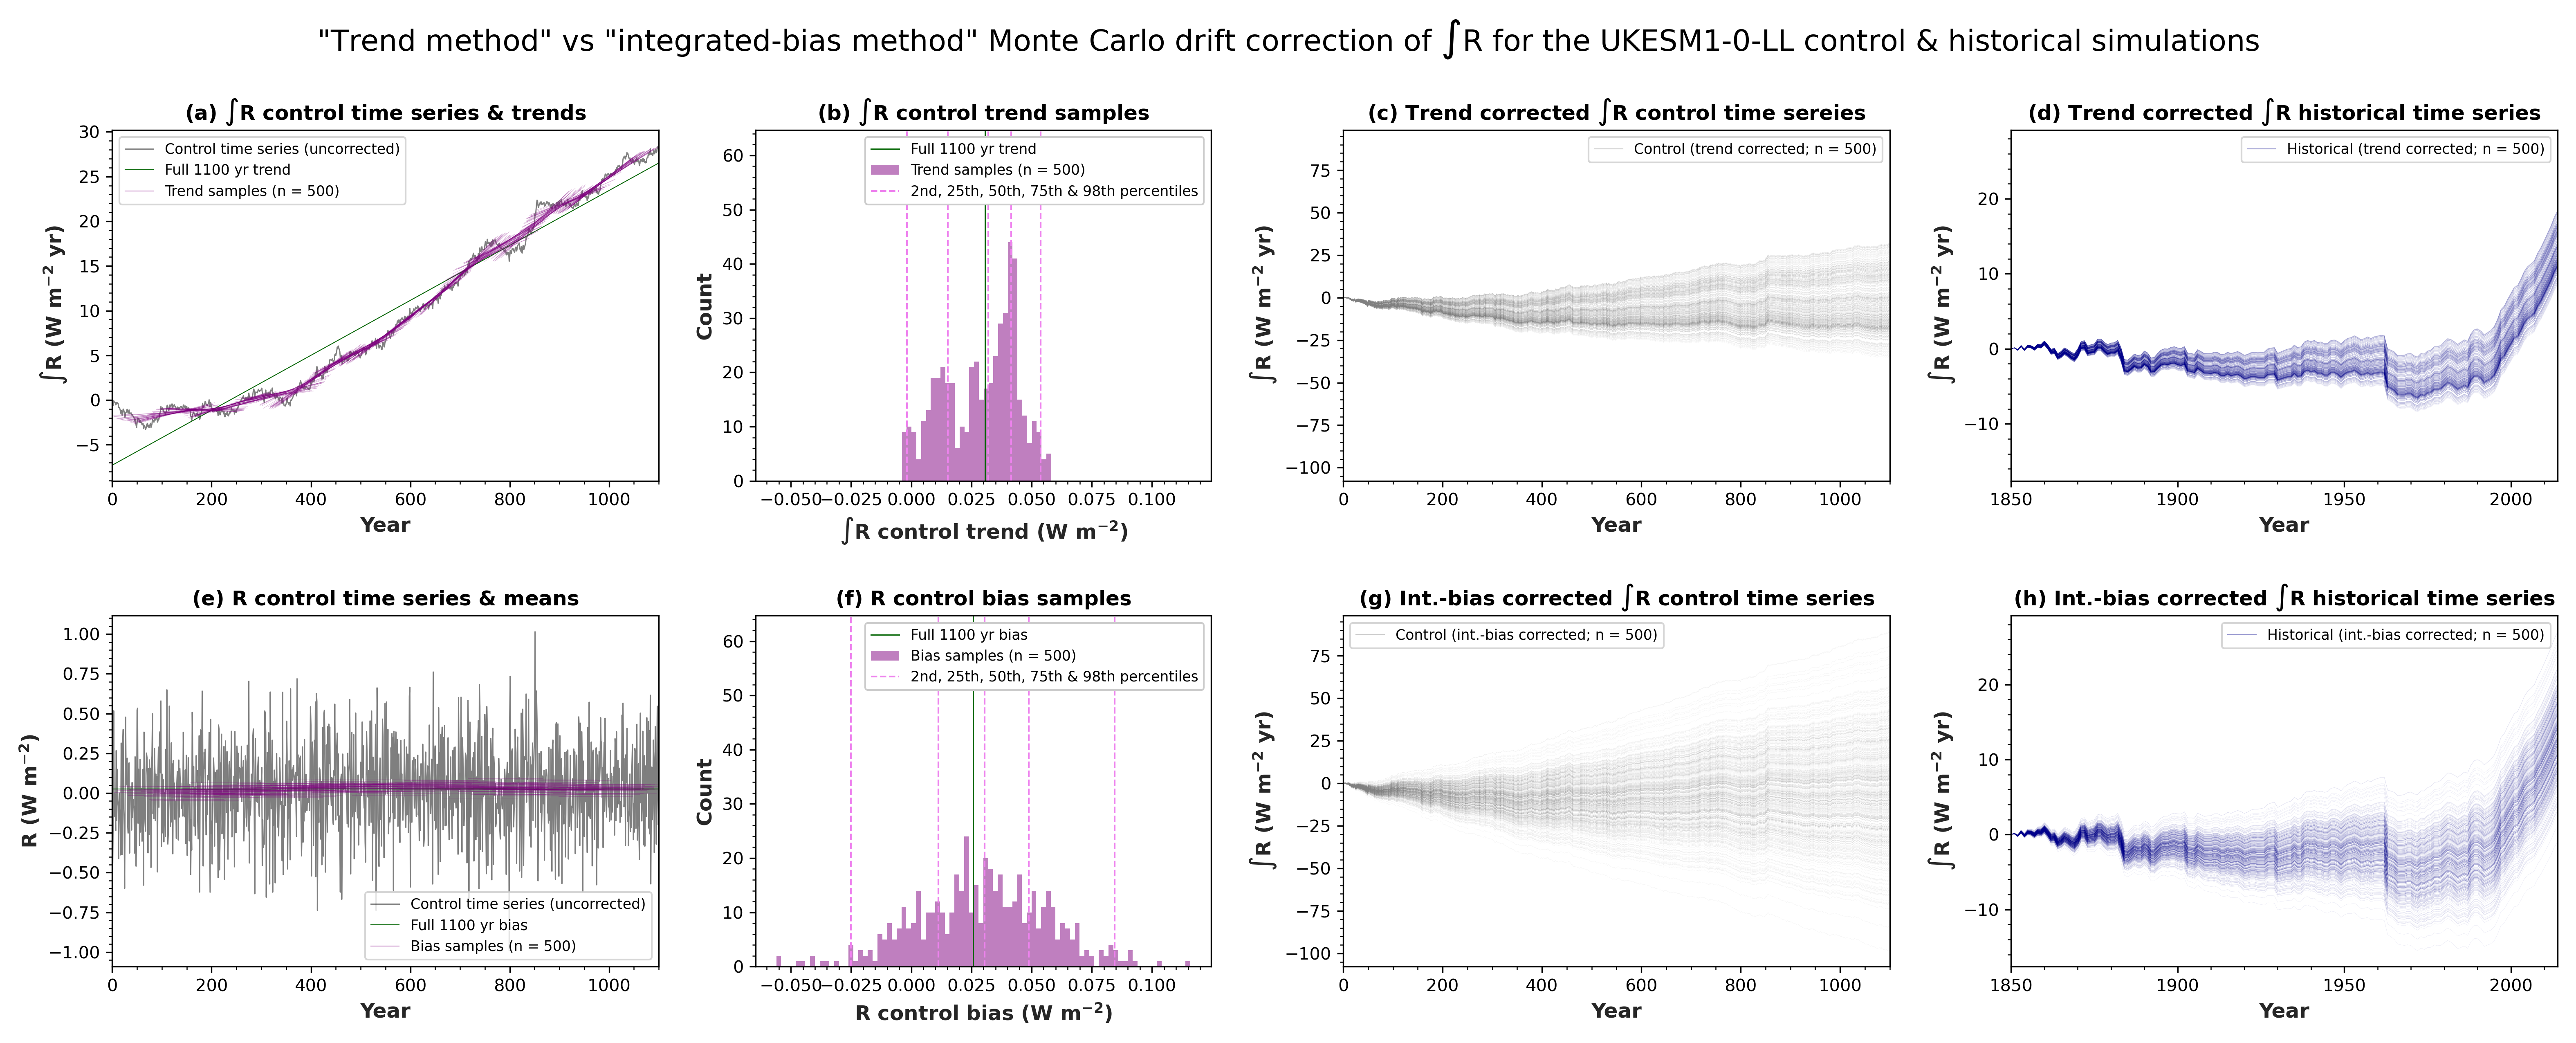 "Trend method" vs "integrated-bias method" Monte Carlo drift correction of ∫R for the UKESM1-0-LL control & historical simulations
(a) ∫R control time series & trends
Control time series (uncorrected)
Full 1100 yr trend
Trend samples (n = 500)
30
25
20
15
10
5
0
−5
∫R (W m⁻² yr)
0 200 400 600 800 1000
Year
(b) ∫R control trend samples
Full 1100 yr trend
Trend samples (n = 500)
2nd, 25th, 50th, 75th & 98th percentiles
60
50
40
30
20
10
0
Count
−0.050 −0.025 0.000 0.025 0.050 0.075 0.100
∫R control trend (W m⁻²)
(c) Trend corrected ∫R control time sereies
Control (trend corrected; n = 500)
75
50
25
0
−25
−50
−75
−100
∫R (W m⁻² yr)
0 200 400 600 800 1000
Year
(d) Trend corrected ∫R historical time series
Historical (trend corrected; n = 500)
20
10
0
−10
∫R (W m⁻² yr)
1850 1900 1950 2000
Year
(e) R control time series & means
1.00
0.75
0.50
0.25
0.00
−0.25
−0.50
−0.75
−1.00
R (W m⁻²)
Control time series (uncorrected)
Full 1100 yr bias
Bias samples (n = 500)
0 200 400 600 800 1000
Year
(f) R control bias samples
Full 1100 yr bias
Bias samples (n = 500)
2nd, 25th, 50th, 75th & 98th percentiles
60
50
40
30
20
10
0
Count
−0.050 −0.025 0.000 0.025 0.050 0.075 0.100
R control bias (W m⁻²)
(g) Int.-bias corrected ∫R control time series
Control (int.-bias corrected; n = 500)
75
50
25
0
−25
−50
−75
−100
∫R (W m⁻² yr)
0 200 400 600 800 1000
Year
(h) Int.-bias corrected ∫R historical time series
Historical (int.-bias corrected; n = 500)
20
10
0
−10
∫R (W m⁻² yr)
1850 1900 1950 2000
Year